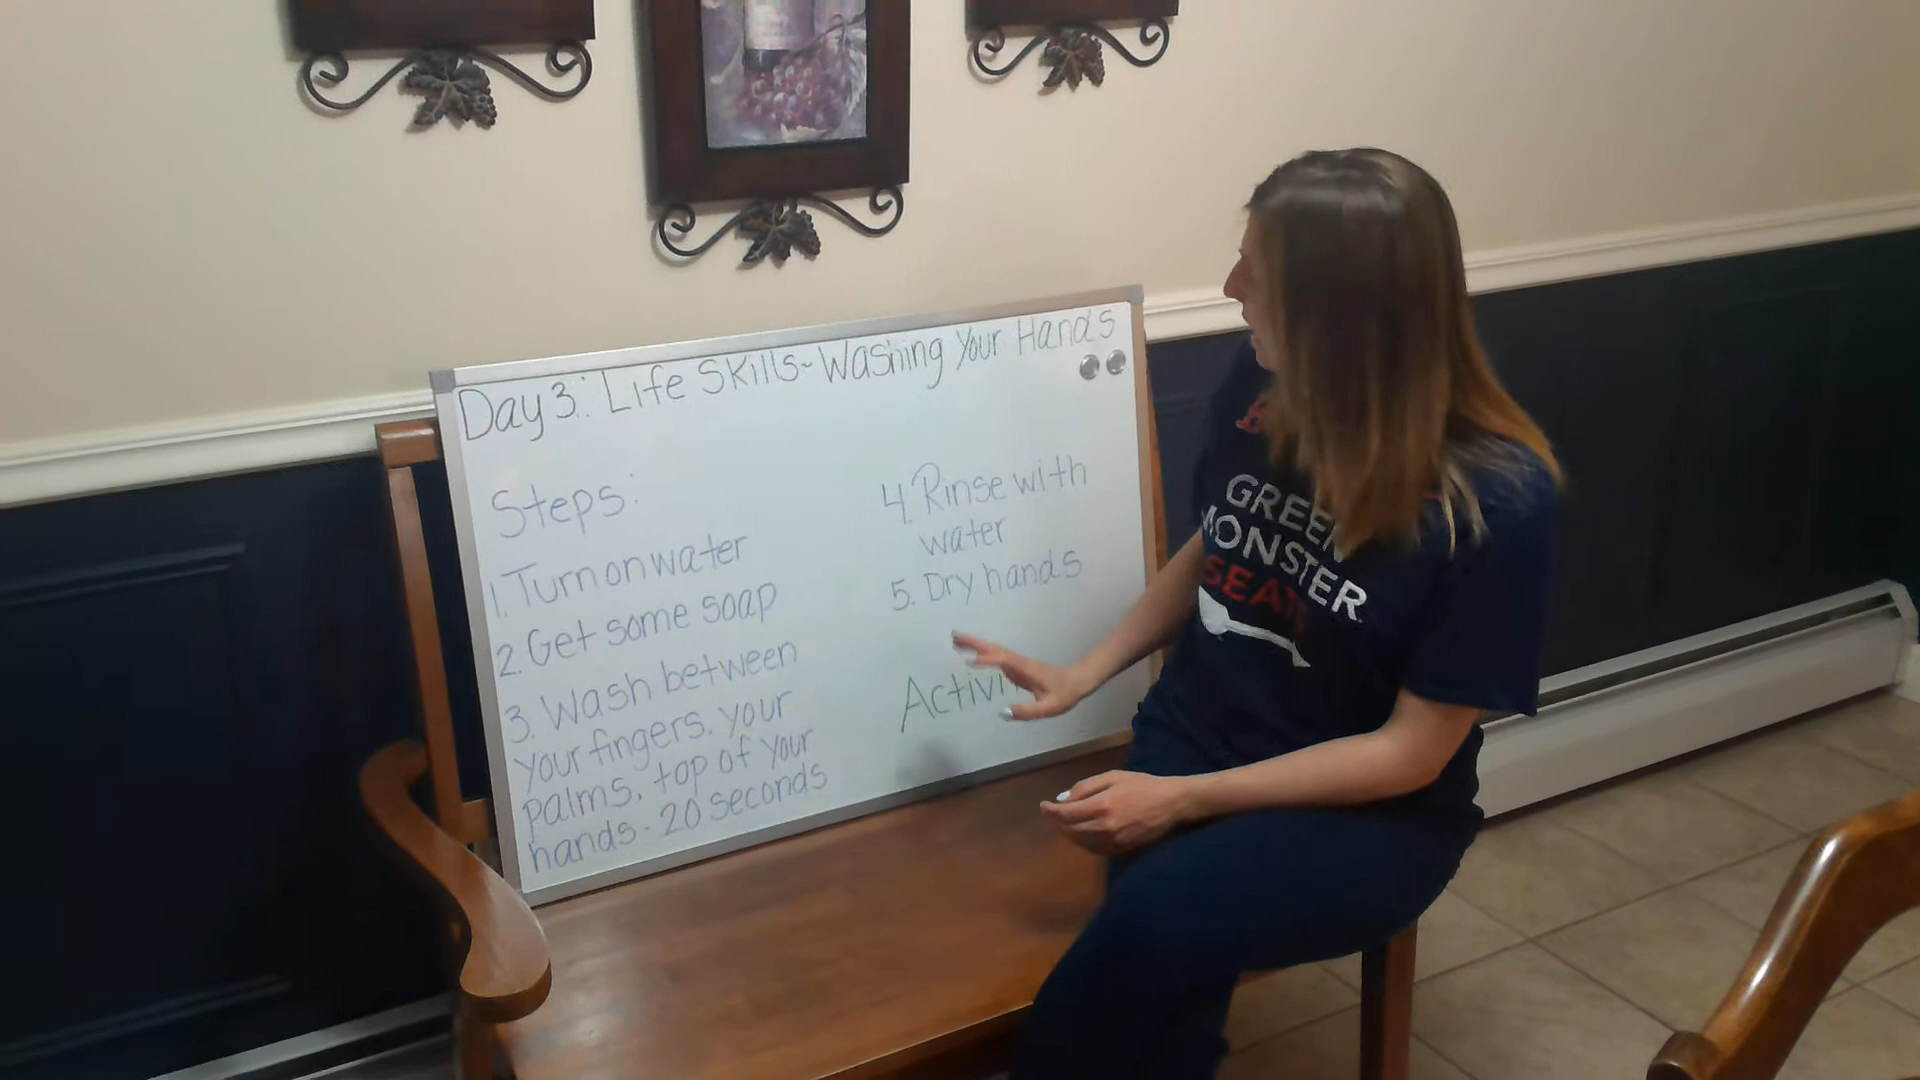 Day 3: Life Skills- Washing Your Hands
Steps:
1. Turn on water
2. Get some soap
3. Wash between
your fingers, your
palms, top of your
hands - 20 seconds
4. Rinse with
water
5. Dry hands
GREEN
MONSTER